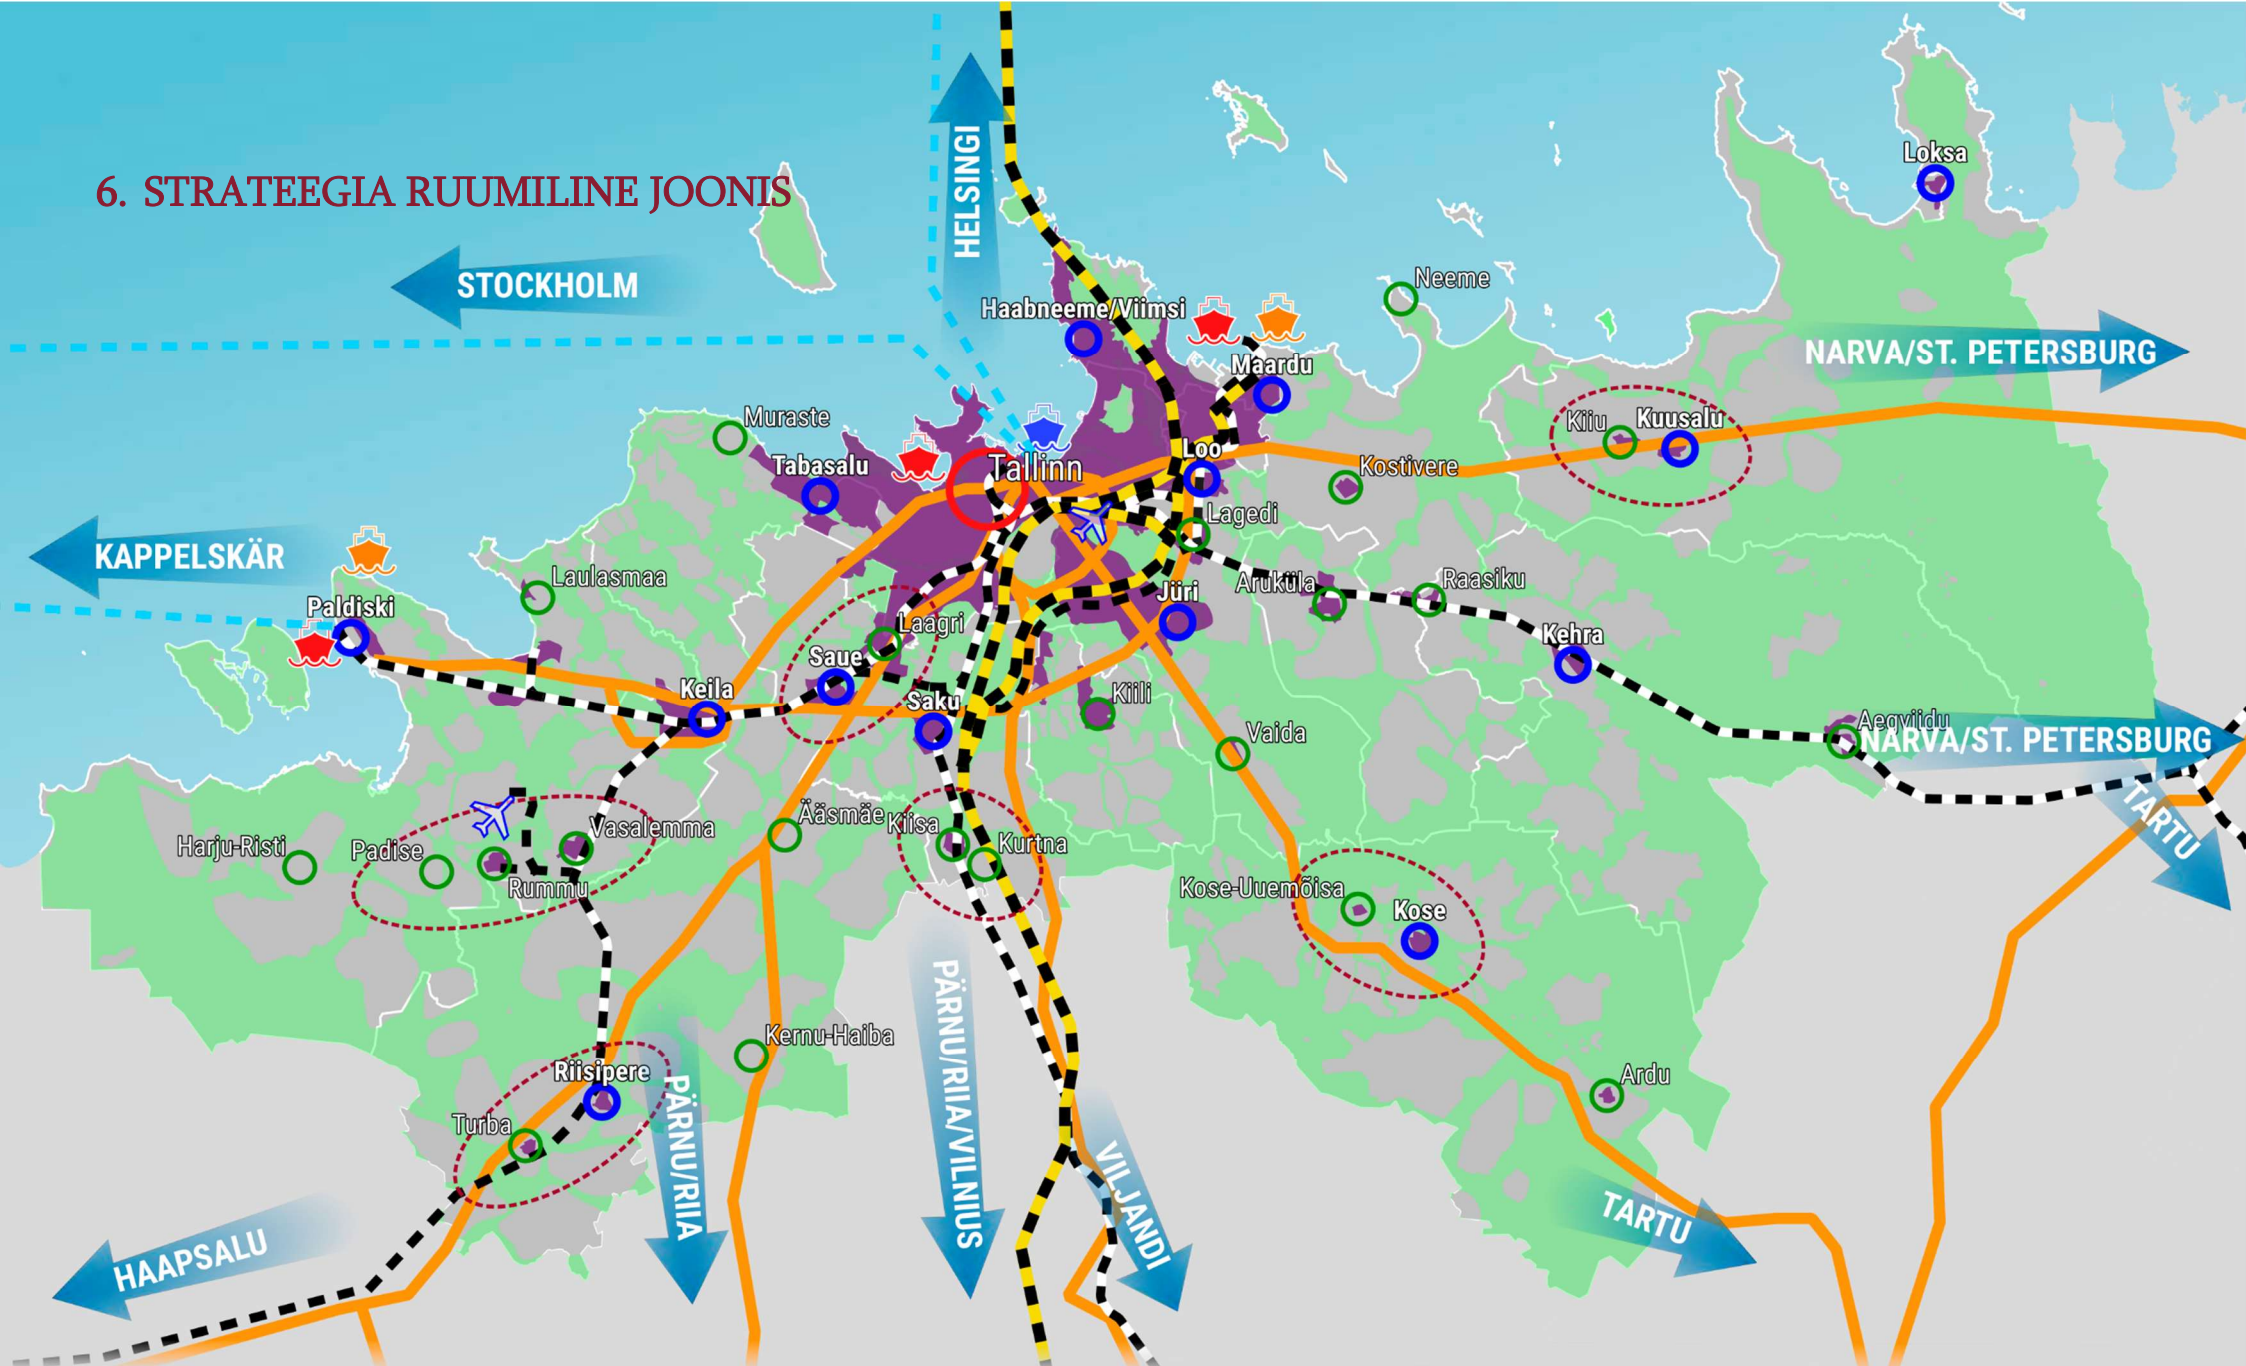 6. STRATEEGIA RUUMILINE JOONIS
HELSINGI
Loksa
STOCKHOLM
Neeme
Haabneeme/Viimsi
NARVA/ST. PETERSBURG
Maardu
Muraste
Kiiu
Kuusalu
Tabasalu
Tallinn
Loo
Kostivere
Lagedi
KAPPELSKÄR
Laulasmaa
Aruküla
Raasiku
Jüri
Paldiski
Laagri
Kehra
Saue
Keila
Saku
Kiili
Vaida
Aegviidu
NARVA/ST. PETERSBURG
TARTU
Ääsmäe
Kiisa
Vasalemma
Kurtna
Harju-Risti
Padise
Rummu
Kose-Uuemõisa
Kose
PÄRNU/RIIA/VILNIUS
Kernu-Haiba
Riisipere
Ardu
Turba
PÄRNU/RIIA
VILJANDI
TARTU
HAAPSALU